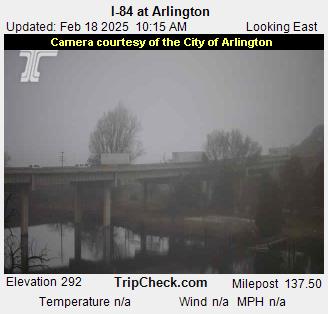 I-84 at Arlington
Updated: Feb 18 2025 10:15 AM Looking East
Camera courtesy of the City of Arlington
Elevation 292 TripCheck.com Milepost 137.50
Temperature n/a Wind n/a MPH n/a